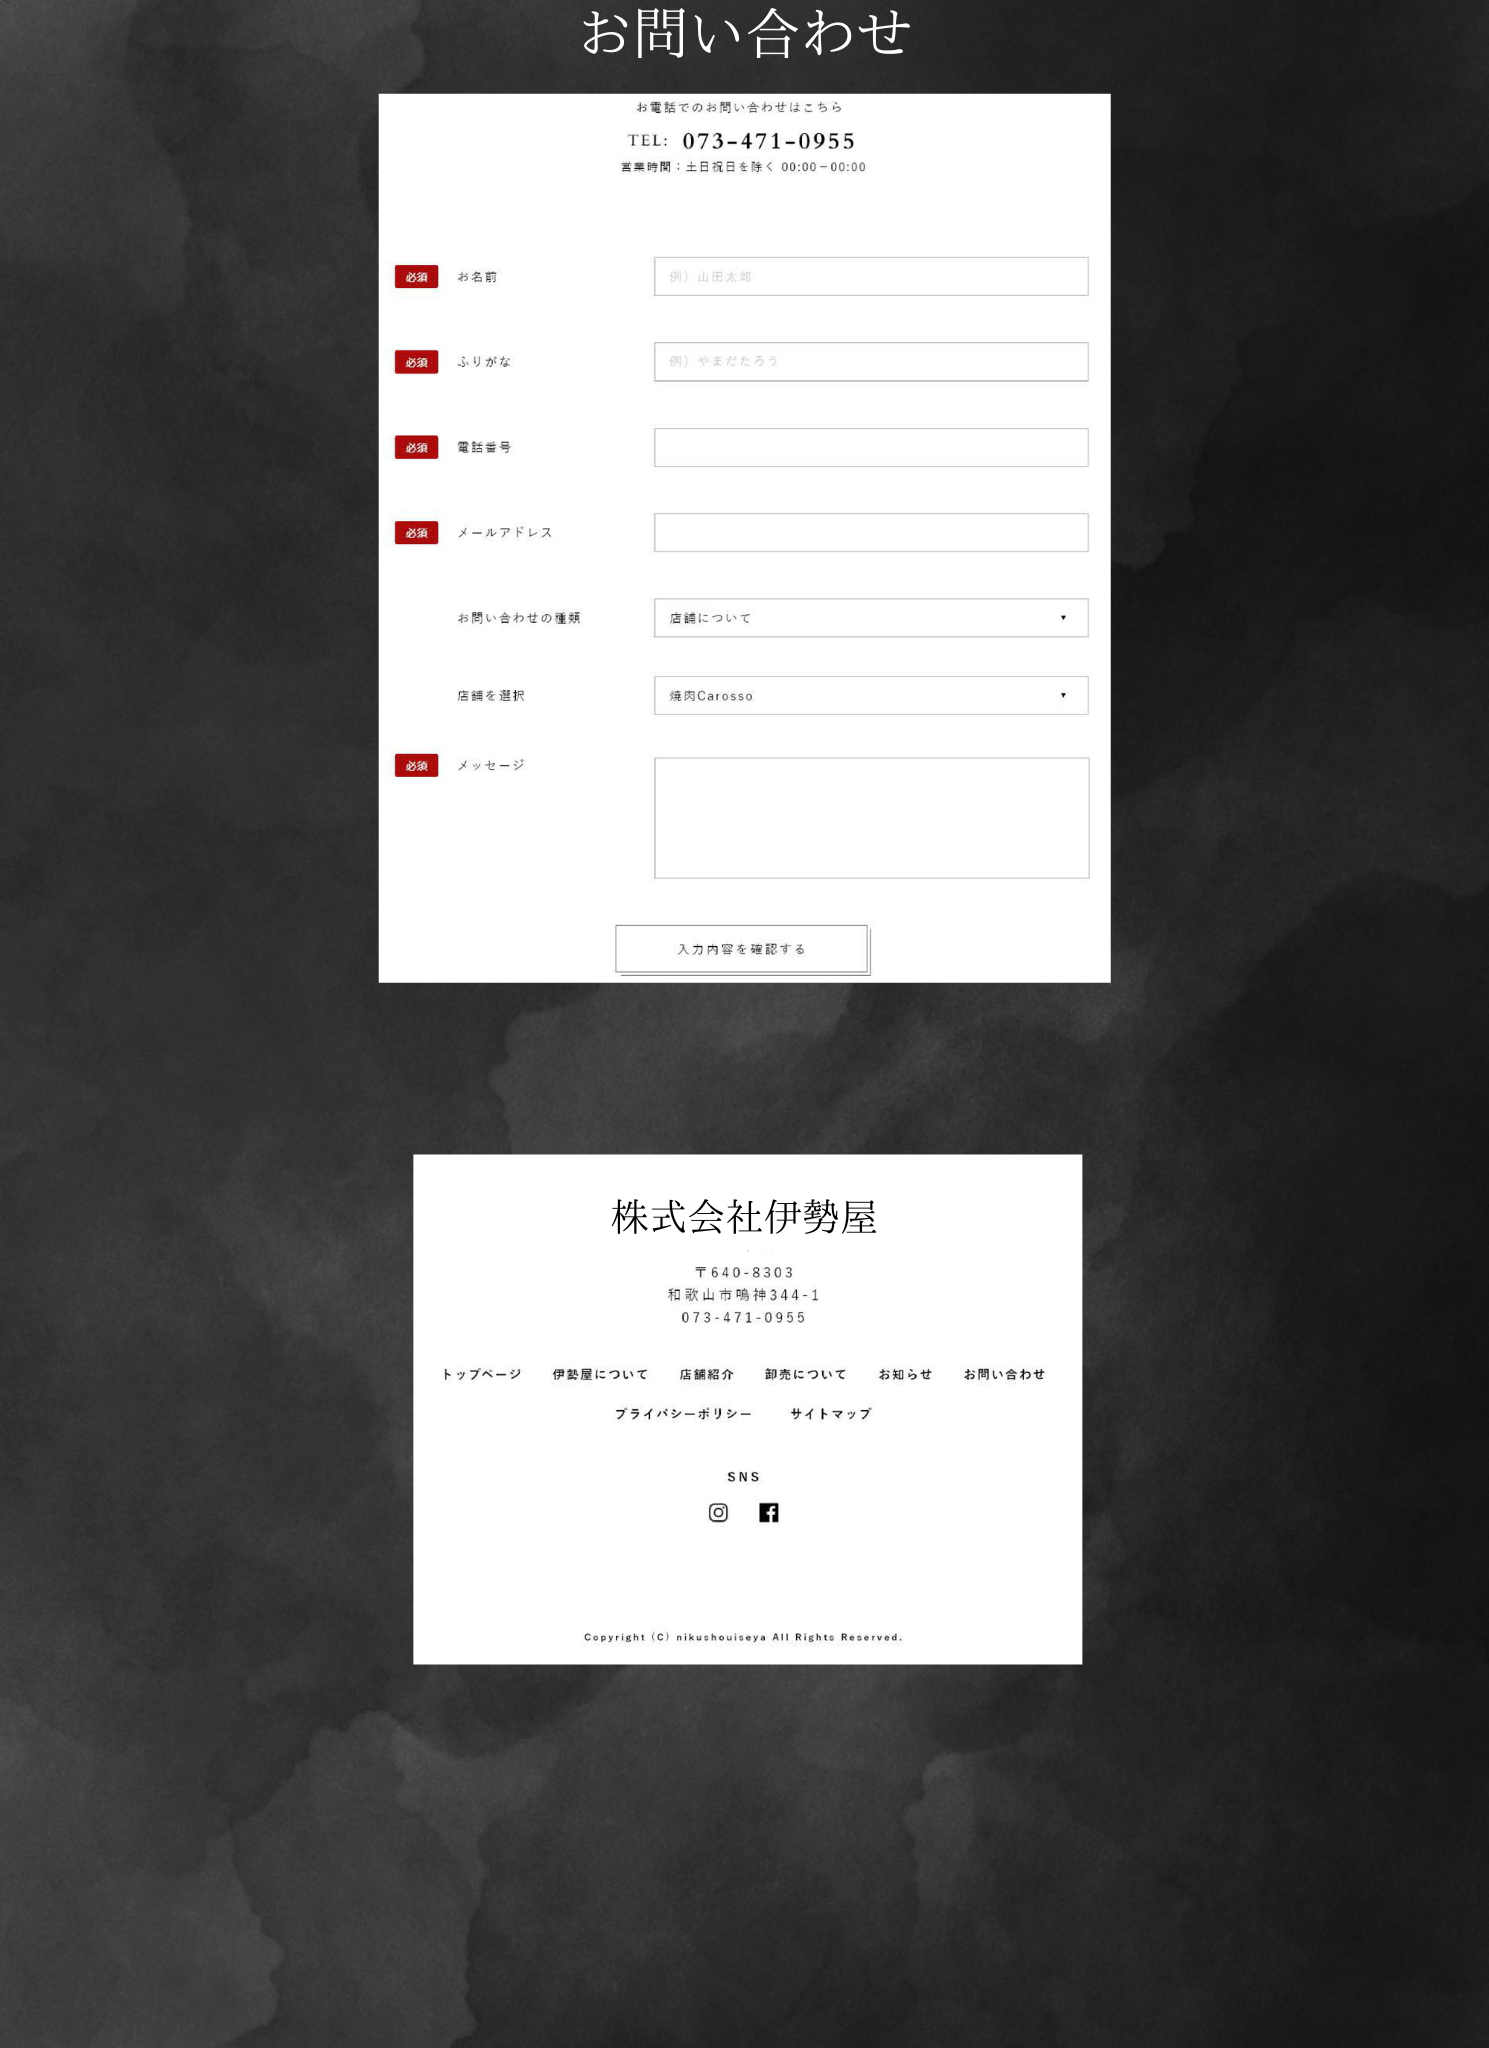 お問い合わせ
お電話でのお問い合わせはこちら
TEL: 073-471-0955
営業時間：土日祝日を除く 00:00－00:00
必須 お名前 例）山田太郎
必須 ふりがな 例）やまだたろう
必須 電話番号
必須 メールアドレス
お問い合わせの種類 店舗について ▼
店舗を選択 焼肉Carosso ▼
必須 メッセージ
入力内容を確認する
株式会社伊勢屋
〒640-8303
和歌山市鳴神344-1
073-471-0955
トップページ 伊勢屋について 店舗紹介 卸売について お知らせ お問い合わせ
プライバシーポリシー サイトマップ
SNS
Copyright (C) nikushouiseya All Rights Reserved.